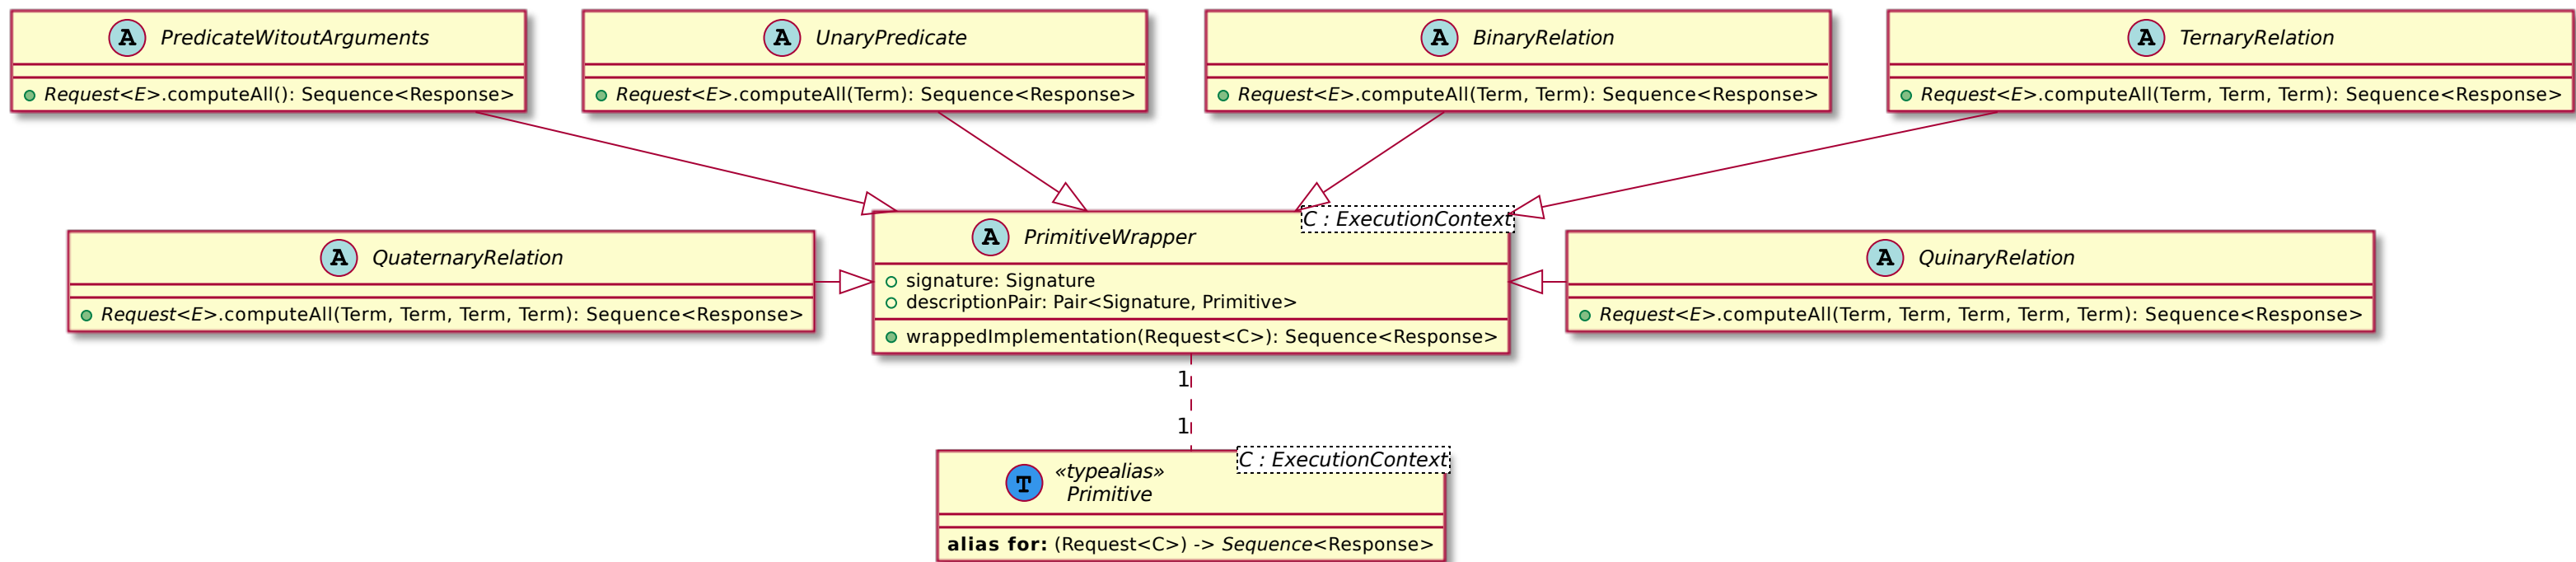 A PredicateWitoutArguments
Request<E>.computeAll(): Sequence<Response>
A UnaryPredicate
Request<E>.computeAll(Term): Sequence<Response>
A BinaryRelation
Request<E>.computeAll(Term, Term): Sequence<Response>
A TernaryRelation
Request<E>.computeAll(Term, Term, Term): Sequence<Response>
A QuaternaryRelation
Request<E>.computeAll(Term, Term, Term, Term): Sequence<Response>
C : ExecutionContext
A PrimitiveWrapper
signature: Signature
descriptionPair: Pair<Signature, Primitive>
wrappedImplementation(Request<C>): Sequence<Response>
A QuinaryRelation
Request<E>.computeAll(Term, Term, Term, Term, Term): Sequence<Response>
1
1
C : ExecutionContext
T «typealias»
Primitive
alias for: (Request<C>) -> Sequence<Response>